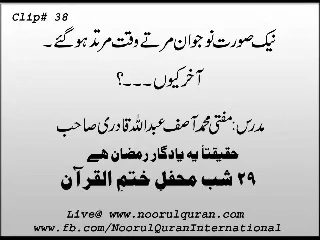 Clip# 38
نیک صورت نوجوان مرتے وقت مرتد ہو گئے ۔
آخر کیوں ۔۔۔؟
مدرس: مفتی محمد آصف عبداللہ قادری صاحب
حقیقتاً یہ یادگار رمضان ھے
۲۹ شب محفلِ ختم القرآن
Live@ www.noorulquran.com
www.fb.com/NoorulQuranInternational